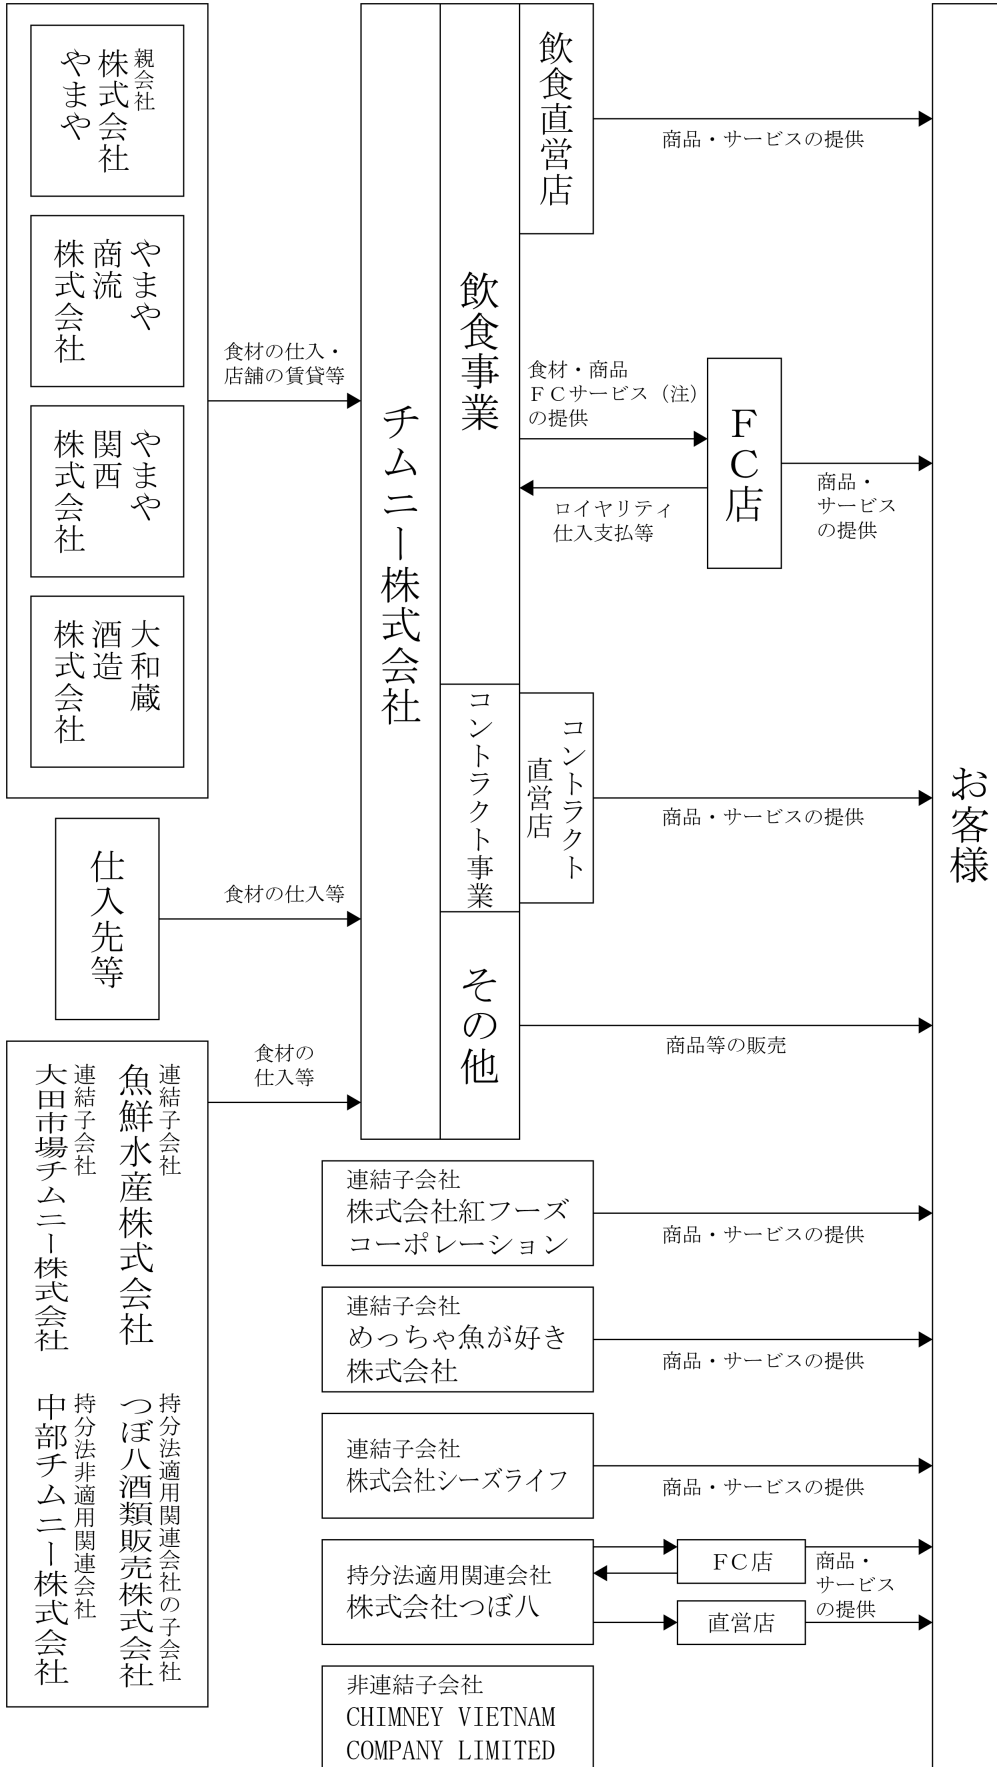 親会社
株式会社
やまや
やまや
商流
株式会社
やまや
関西
株式会社
大和蔵
酒造
株式会社
食材の仕入・
店舗の賃貸等
仕入先等
食材の仕入等
連結子会社
魚鮮水産株式会社
連結子会社
大田市場チムニー株式会社
持分法適用関連会社の子会社
つぼ八酒類販売株式会社
持分法非適用関連会社
中部チムニー株式会社
食材の
仕入等
チムニー株式会社
飲食事業
飲食直営店
商品・サービスの提供
食材・商品
ＦＣサービス（注）
の提供
ロイヤリティ
仕入支払等
ＦＣ店
商品・
サービス
の提供
コントラクト事業
コントラクト
直営店
商品・サービスの提供
その他
商品等の販売
連結子会社
株式会社紅フーズ
コーポレーション
商品・サービスの提供
連結子会社
めっちゃ魚が好き
株式会社
商品・サービスの提供
連結子会社
株式会社シーズライフ
商品・サービスの提供
持分法適用関連会社
株式会社つぼ八
FC店
直営店
商品・
サービス
の提供
非連結子会社
CHIMNEY VIETNAM
COMPANY LIMITED
お客様